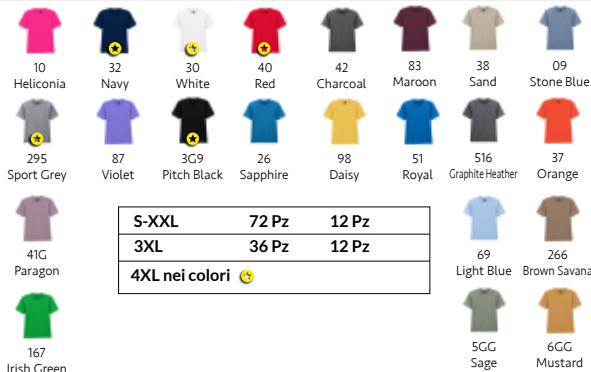 10
Heliconia
32
Navy
30
White
40
Red
42
Charcoal
83
Maroon
38
Sand
09
Stone Blue
295
Sport Grey
87
Violet
3G9
Pitch Black
26
Sapphire
98
Daisy
51
Royal
516
Graphite Heather
37
Orange
41G
Paragon
S-XXL 72 Pz 12 Pz
3XL 36 Pz 12 Pz
4XL nei colori
69
Light Blue
266
Brown Savana
167
Irish Green
5GG
Sage
6GG
Mustard